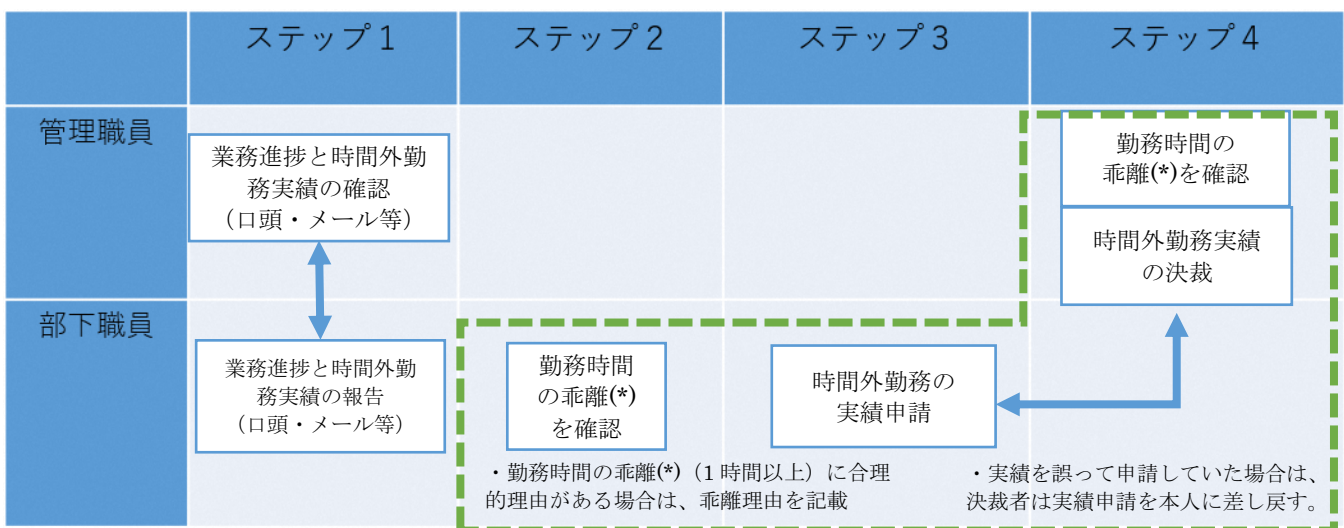 ステップ1
ステップ2
ステップ3
ステップ4
管理職員
業務進捗と時間外勤
務実績の確認
（口頭・メール等）
勤務時間の
乖離(*)を確認
時間外勤務実績
の決裁
部下職員
業務進捗と時間外勤
務実績の報告
（口頭・メール等）
勤務時間
の乖離(*)
を確認
時間外勤務の
実績申請
・勤務時間の乖離(*)（1時間以上）に合理
的理由がある場合は、乖離理由を記載
・実績を誤って申請していた場合は、
決裁者は実績申請を本人に差し戻す。